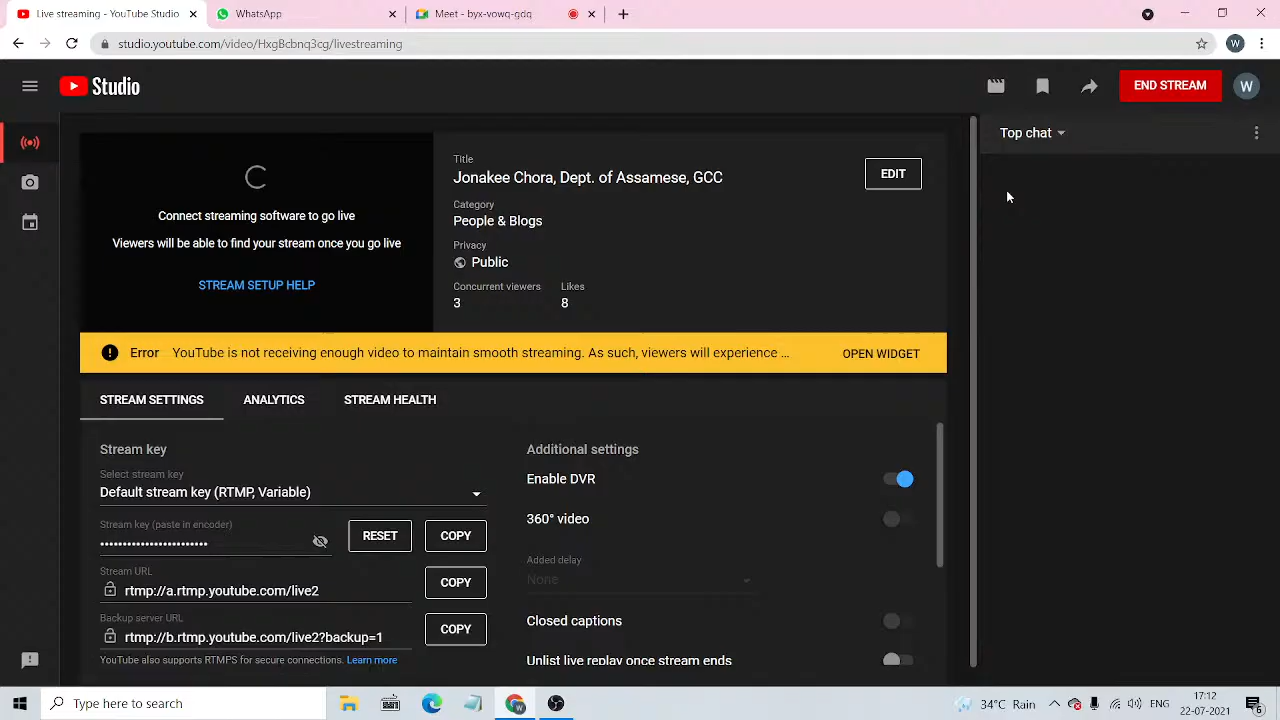 Live streaming - YouTube Studio
WhatsApp
Meet - byx-vowq-gdq
studio.youtube.com/video/HxgBcbnq3cg/livestreaming
W
Studio
END STREAM
W
Top chat
Connect streaming software to go live
Viewers will be able to find your stream once you go live
STREAM SETUP HELP
Title
Jonakee Chora, Dept. of Assamese, GCC
EDIT
Category
People & Blogs
Privacy
Public
Concurrent viewers
Likes
3
8
Error YouTube is not receiving enough video to maintain smooth streaming. As such, viewers will experience ...
OPEN WIDGET
STREAM SETTINGS
ANALYTICS
STREAM HEALTH
Stream key
Select stream key
Default stream key (RTMP, Variable)
Stream key (paste in encoder)
••••••••••••••••••••••••
RESET
COPY
Stream URL
rtmp://a.rtmp.youtube.com/live2
COPY
Backup server URL
rtmp://b.rtmp.youtube.com/live2?backup=1
COPY
YouTube also supports RTMPS for secure connections. Learn more
Additional settings
Enable DVR
360° video
Added delay
None
Closed captions
Unlist live replay once stream ends
Type here to search
34°C Rain
ENG
17:12
22-07-2021
6